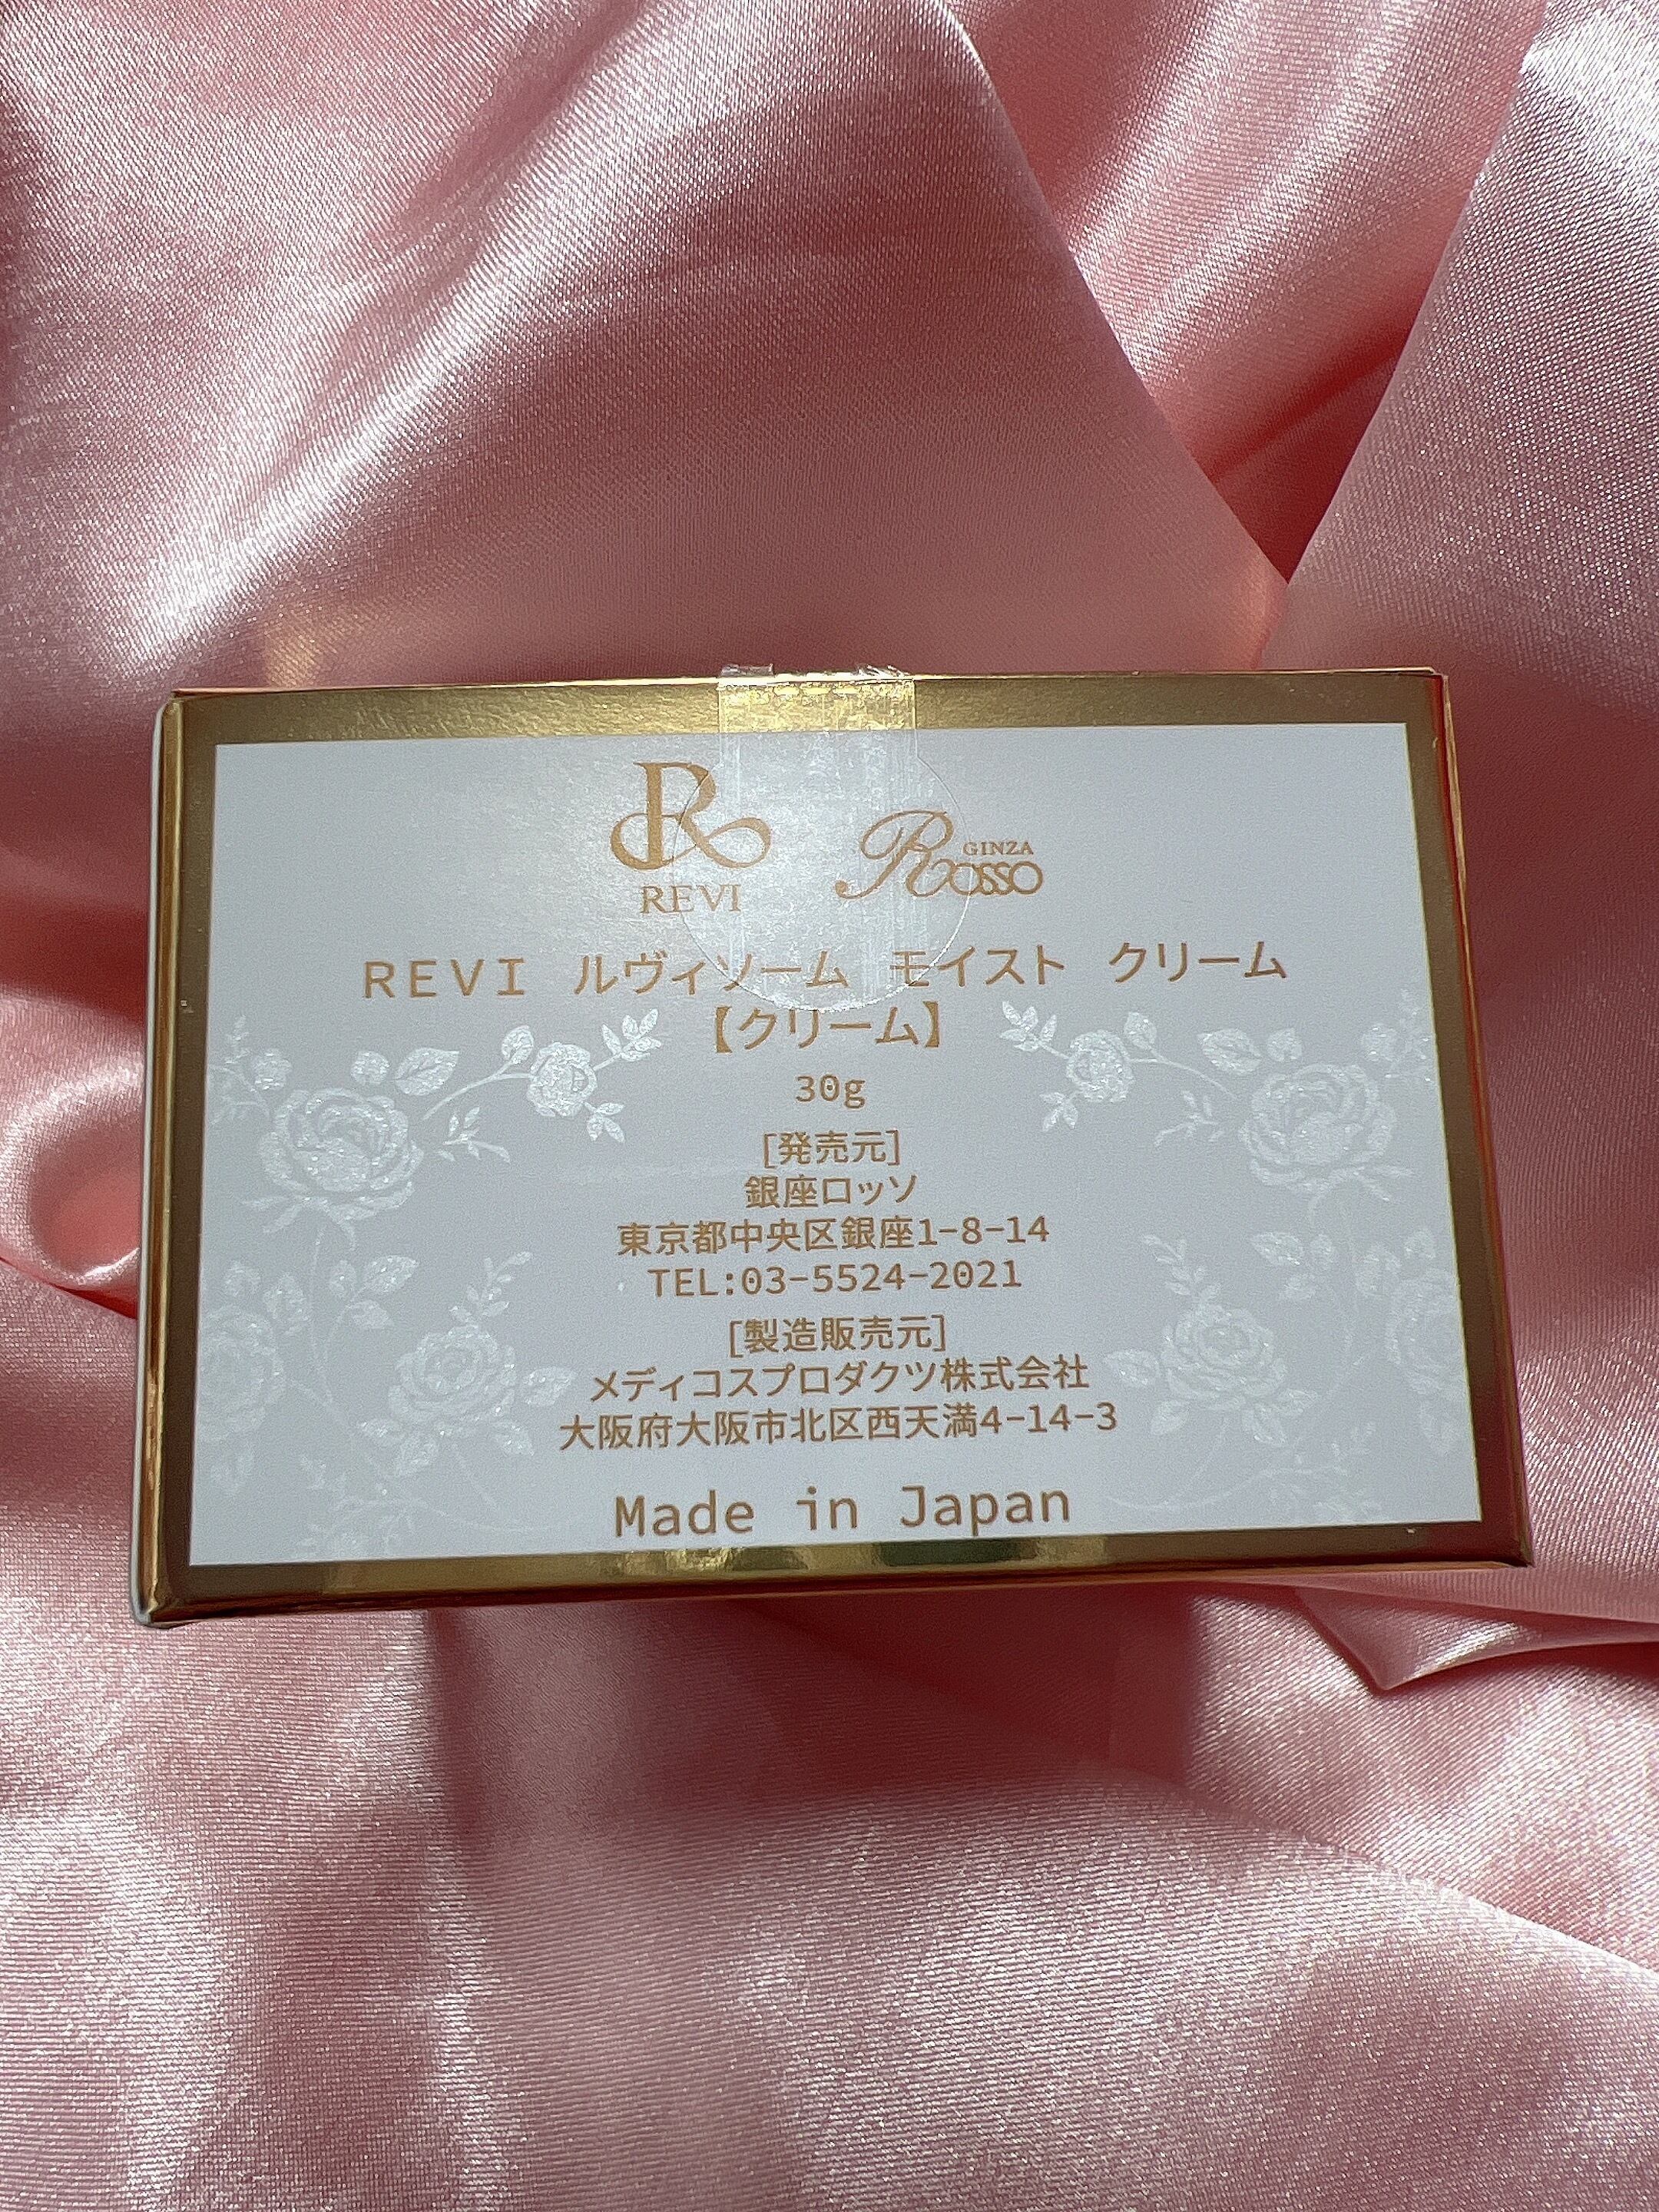 R
REVI
GINZA
Rosso
REVI ルヴィソーム モイスト クリーム
【クリーム】
30g
[発売元]
銀座ロッソ
東京都中央区銀座1-8-14
TEL:03-5524-2021
[製造販売元]
メディコスプロダクツ株式会社
大阪府大阪市北区西天満4-14-3
Made in Japan